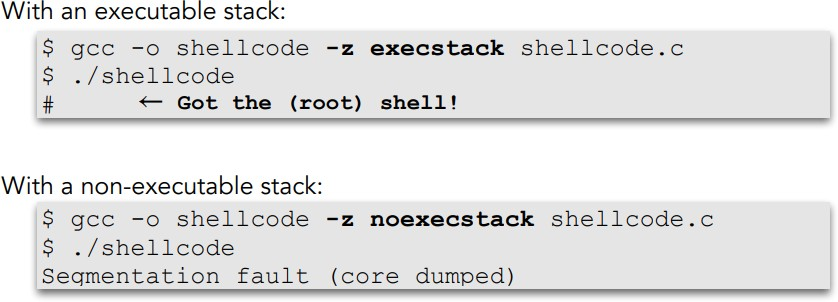 With an executable stack:
$ gcc -o shellcode -z execstack shellcode.c
$ ./shellcode
# ← Got the (root) shell!
With a non-executable stack:
$ gcc -o shellcode -z noexecstack shellcode.c
$ ./shellcode
Segmentation fault (core dumped)